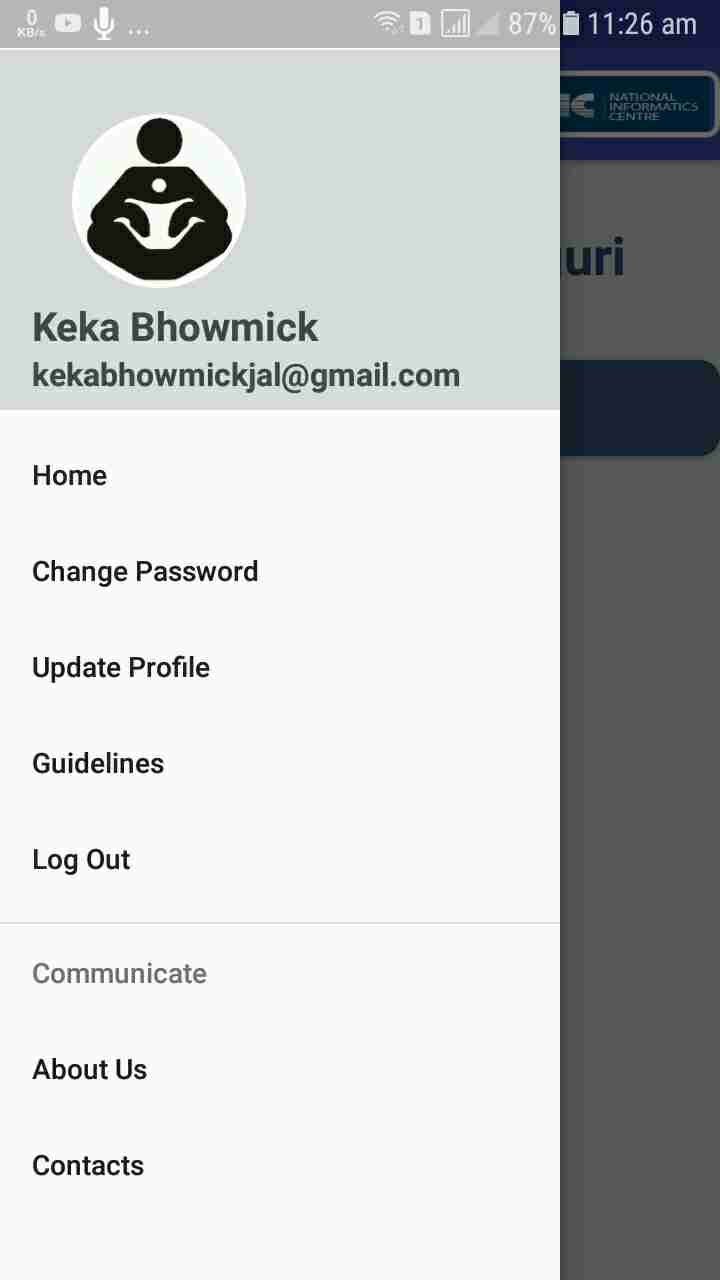 0
KB/s
...
1
87%
11:26 am
NATIONAL
INFORMATICS
CENTRE
uri
Keka Bhowmick
kekabhowmickjal@gmail.com
Home
Change Password
Update Profile
Guidelines
Log Out
Communicate
About Us
Contacts